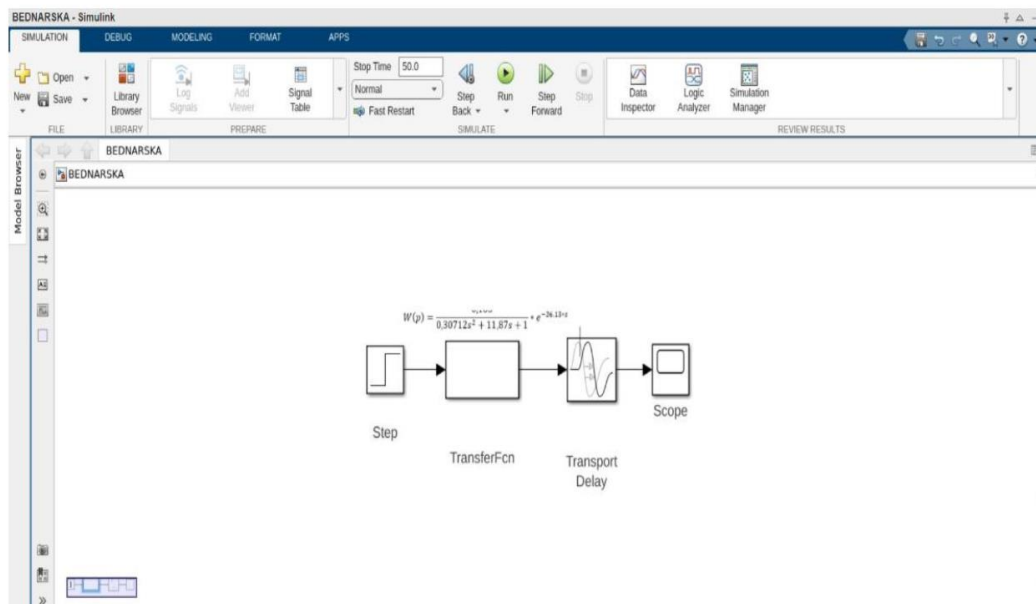 BEDNARSKA - Simulink
SIMULATION DEBUG MODELING FORMAT APPS
New
Open
Save
FILE
Library Browser
LIBRARY
Log Signals
Add Viewer
Signal Table
PREPARE
Stop Time 50.0
Normal
Fast Restart
Step Back
Run
Step Forward
Stop
SIMULATE
Data Inspector
Logic Analyzer
Simulation Manager
REVIEW RESULTS
Model Browser
BEDNARSKA
BEDNARSKA
W(p) =
0,30712s² + 11,87s + 1
Step
TransferFcn
Transport
Delay
Scope